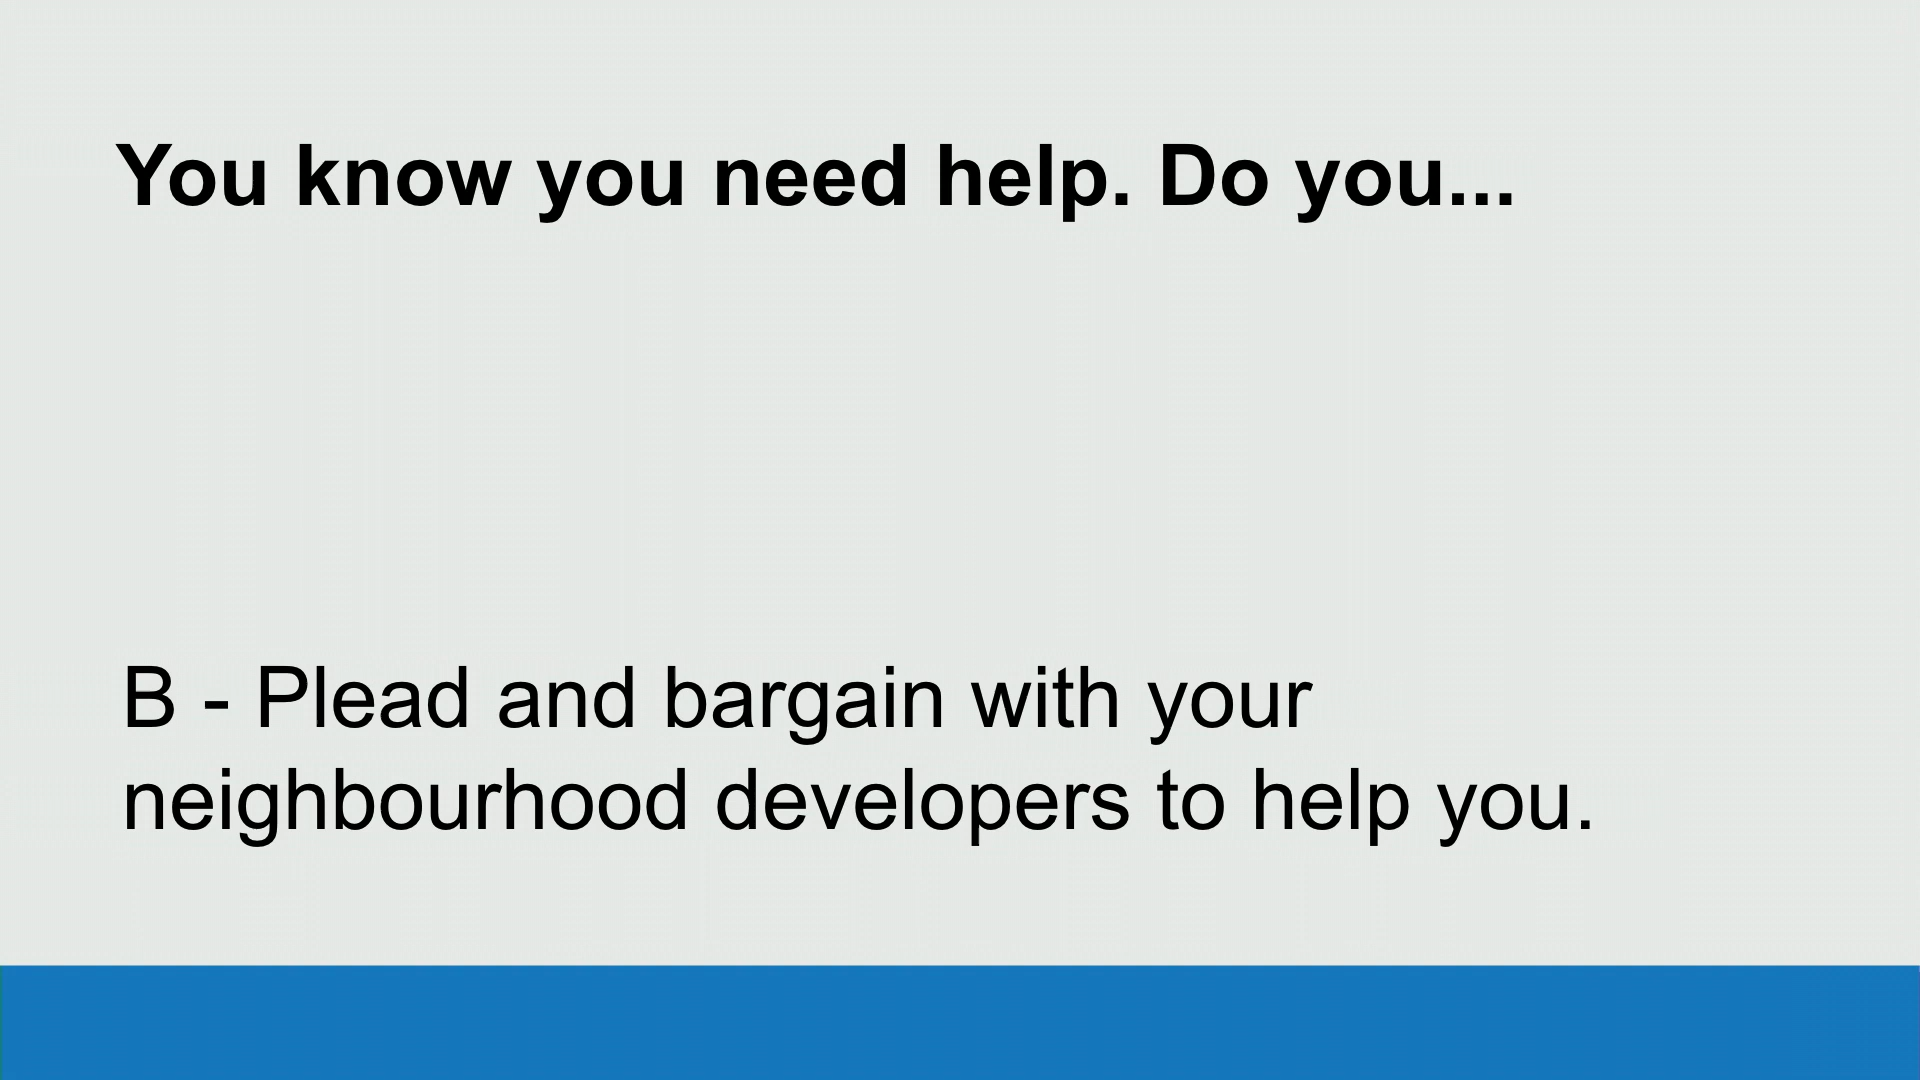 You know you need help. Do you...
B - Plead and bargain with your
neighbourhood developers to help you.